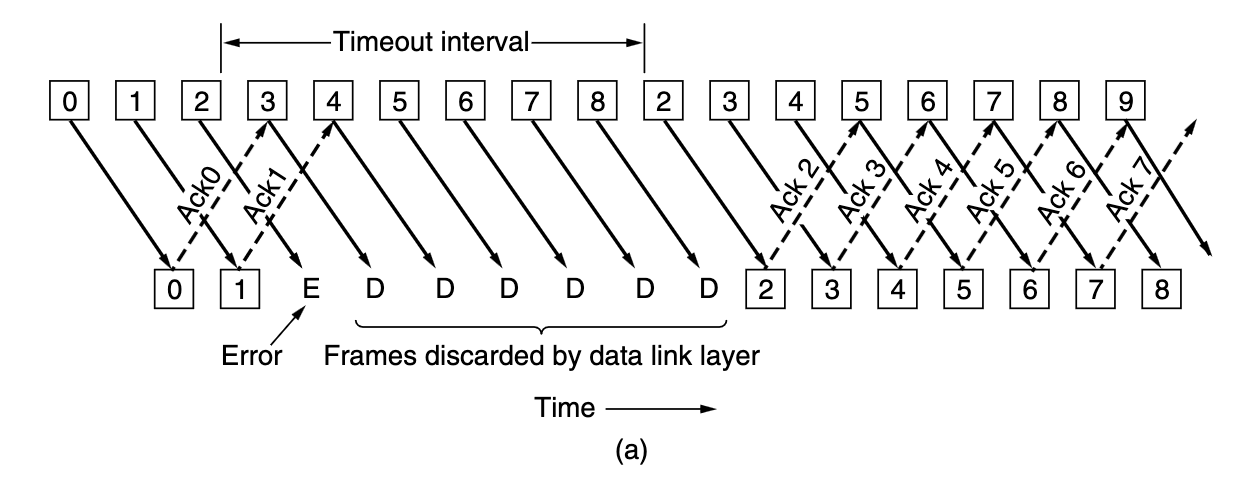 Timeout interval
0 1 2 3 4 5 6 7 8 2 3 4 5 6 7 8 9
Ack0 Ack1 Ack 2 Ack 3 Ack 4 Ack 5 Ack 6 Ack 7
0 1 E D D D D D D 2 3 4 5 6 7 8
Error Frames discarded by data link layer
Time
(a)